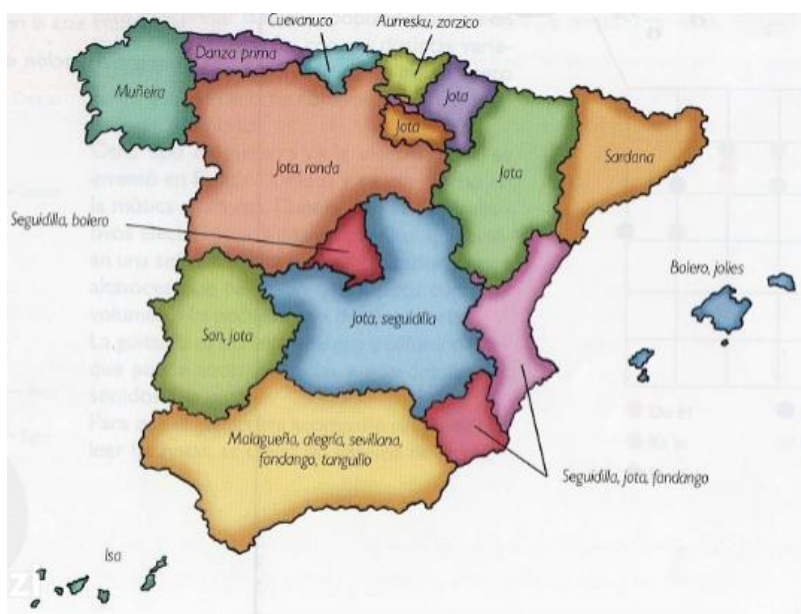 Cuevanuco
Aurresku, zorzico
Danza prima
Muñeira
Jota
Jota
Jota, ronda
Jota
Sardana
Seguidilla, bolero
Bolero, jolies
Son, jota
Jota, seguidilla
Malagueña, alegría, sevillana,
fandango, tanguillo
Seguidilla, jota, fandango
Isa